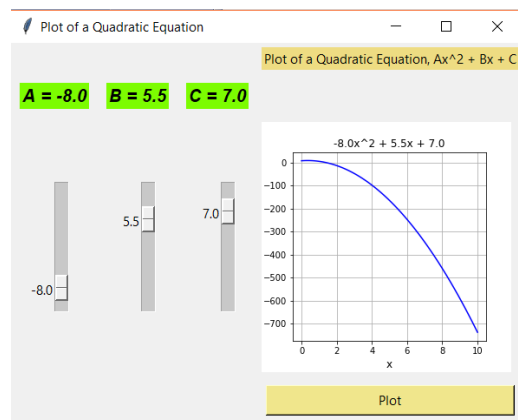 Plot of a Quadratic Equation
Plot of a Quadratic Equation, Ax^2 + Bx + C
A = -8.0 B = 5.5 C = 7.0
-8.0x^2 + 5.5x + 7.0
0
−100
−200
−300
−400
−500
−600
−700
0 2 4 6 8 10
x
7.0
5.5
-8.0
Plot